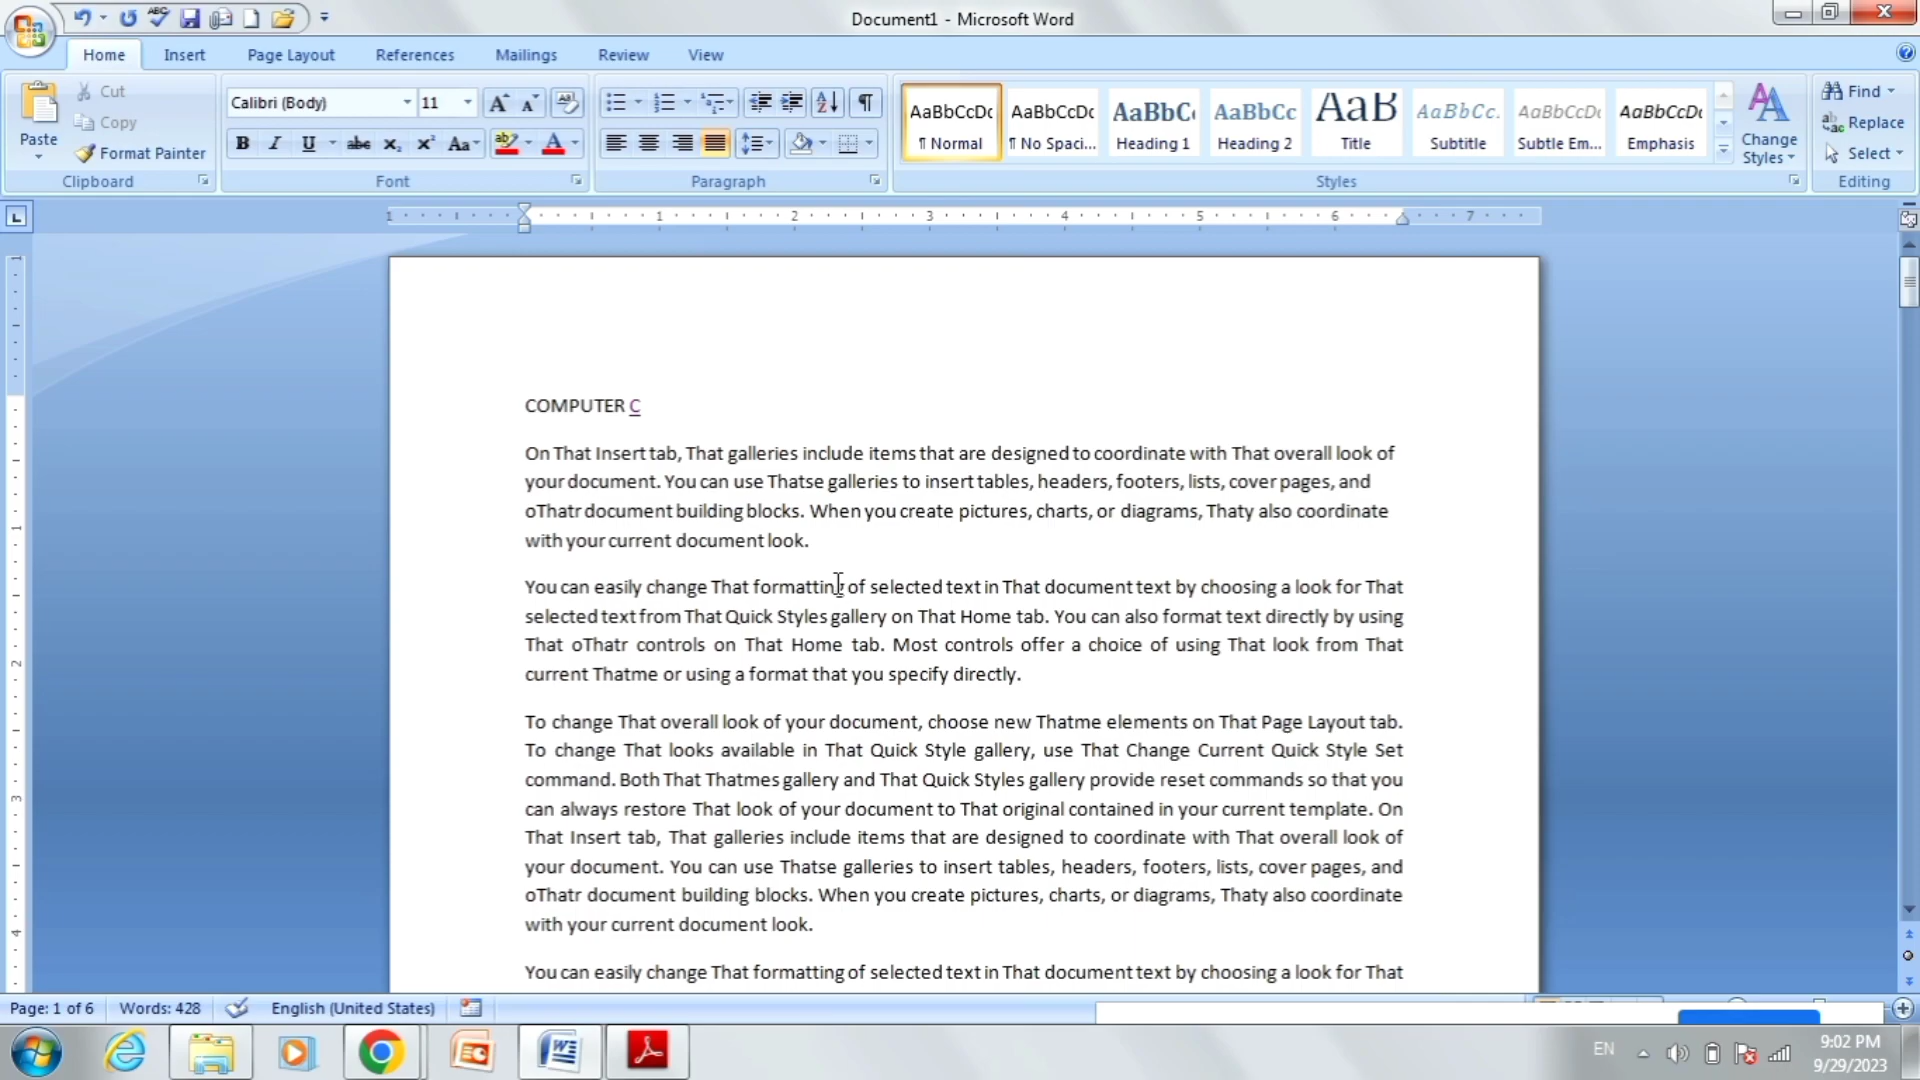 Document1 - Microsoft Word
Home Insert Page Layout References Mailings Review View
Paste
Cut
Copy
Format Painter
Clipboard
Calibri (Body) 11
Font
Paragraph
AaBbCcDc AaBbCcDc AaBbC AaBbCc AaB AaBbCc. AaBbCcDc AaBbCcDc
¶ Normal ¶ No Spaci... Heading 1 Heading 2 Title Subtitle Subtle Em... Emphasis
Change
Styles
Styles
Find
Replace
Select
Editing
1 1 2 3 4 5 6 7
COMPUTER C
On That Insert tab, That galleries include items that are designed to coordinate with That overall look of
your document. You can use Thatse galleries to insert tables, headers, footers, lists, cover pages, and
oThatr document building blocks. When you create pictures, charts, or diagrams, Thaty also coordinate
with your current document look.
You can easily change That formatting of selected text in That document text by choosing a look for That
selected text from That Quick Styles gallery on That Home tab. You can also format text directly by using
That oThatr controls on That Home tab. Most controls offer a choice of using That look from That
current Thatme or using a format that you specify directly.
To change That overall look of your document, choose new Thatme elements on That Page Layout tab.
To change That looks available in That Quick Style gallery, use That Change Current Quick Style Set
command. Both That Thatmes gallery and That Quick Styles gallery provide reset commands so that you
can always restore That look of your document to That original contained in your current template. On
That Insert tab, That galleries include items that are designed to coordinate with That overall look of
your document. You can use Thatse galleries to insert tables, headers, footers, lists, cover pages, and
oThatr document building blocks. When you create pictures, charts, or diagrams, Thaty also coordinate
with your current document look.
You can easily change That formatting of selected text in That document text by choosing a look for That
Page: 1 of 6 Words: 428 English (United States)
EN
9:02 PM
9/29/2023